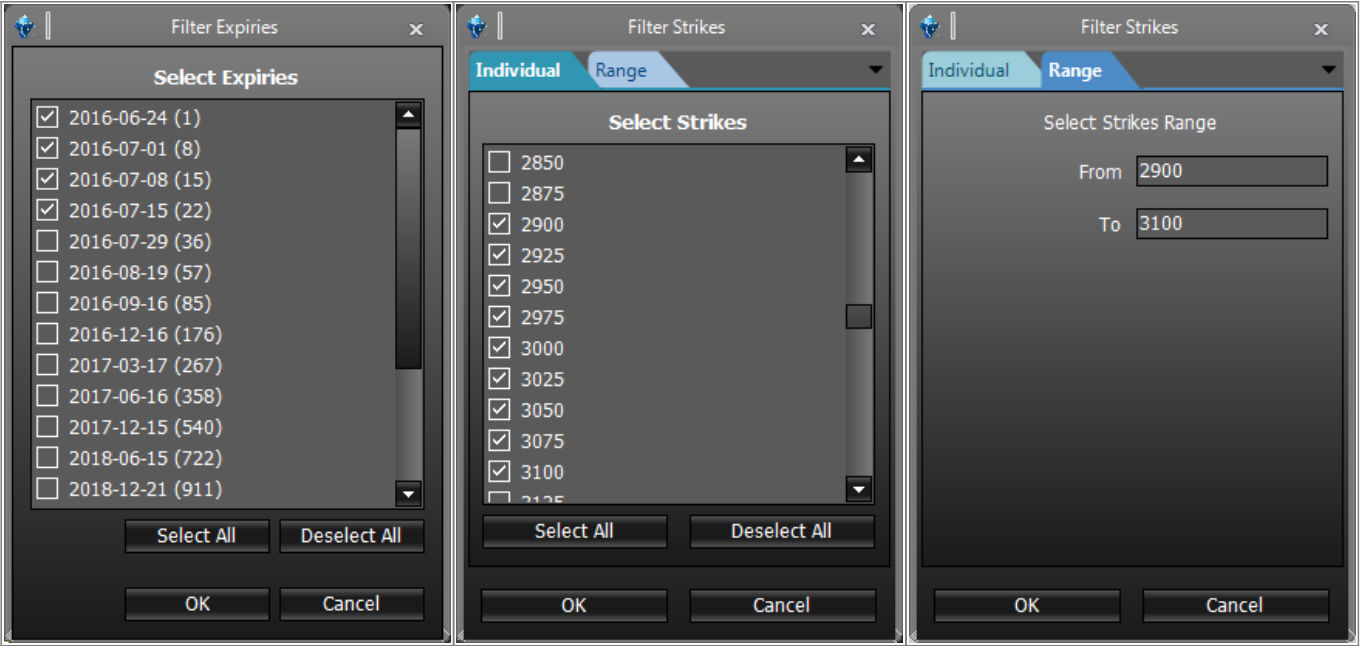 Filter Expiries
Select Expiries
2016-06-24 (1)
2016-07-01 (8)
2016-07-08 (15)
2016-07-15 (22)
2016-07-29 (36)
2016-08-19 (57)
2016-09-16 (85)
2016-12-16 (176)
2017-03-17 (267)
2017-06-16 (358)
2017-12-15 (540)
2018-06-15 (722)
2018-12-21 (911)
Select All Deselect All
OK Cancel
Filter Strikes
Individual Range
Select Strikes
2850
2875
2900
2925
2950
2975
3000
3025
3050
3075
3100
3125
Select All Deselect All
OK Cancel
Filter Strikes
Individual Range
Select Strikes Range
From 2900
To 3100
OK Cancel